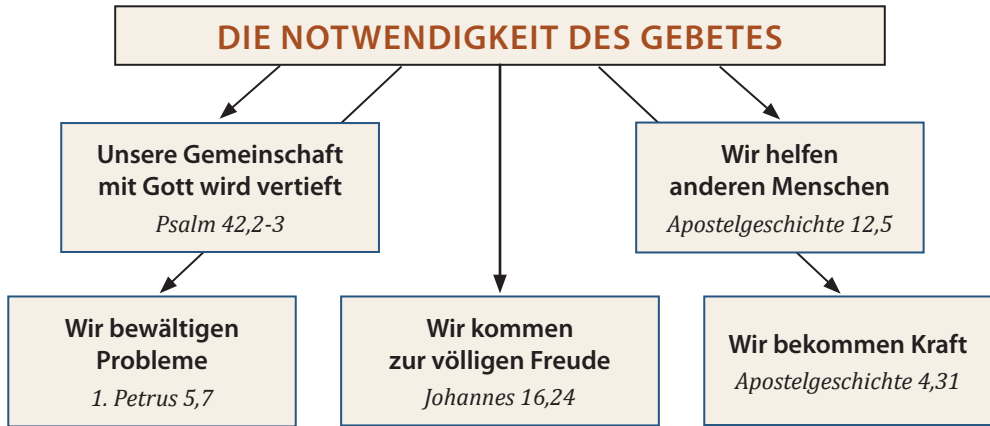 DIE NOTWENDIGKEIT DES GEBETES
Unsere Gemeinschaft
mit Gott wird vertieft
Psalm 42,2-3
Wir helfen
anderen Menschen
Apostelgeschichte 12,5
Wir bewältigen
Probleme
1. Petrus 5,7
Wir kommen
zur völligen Freude
Johannes 16,24
Wir bekommen Kraft
Apostelgeschichte 4,31